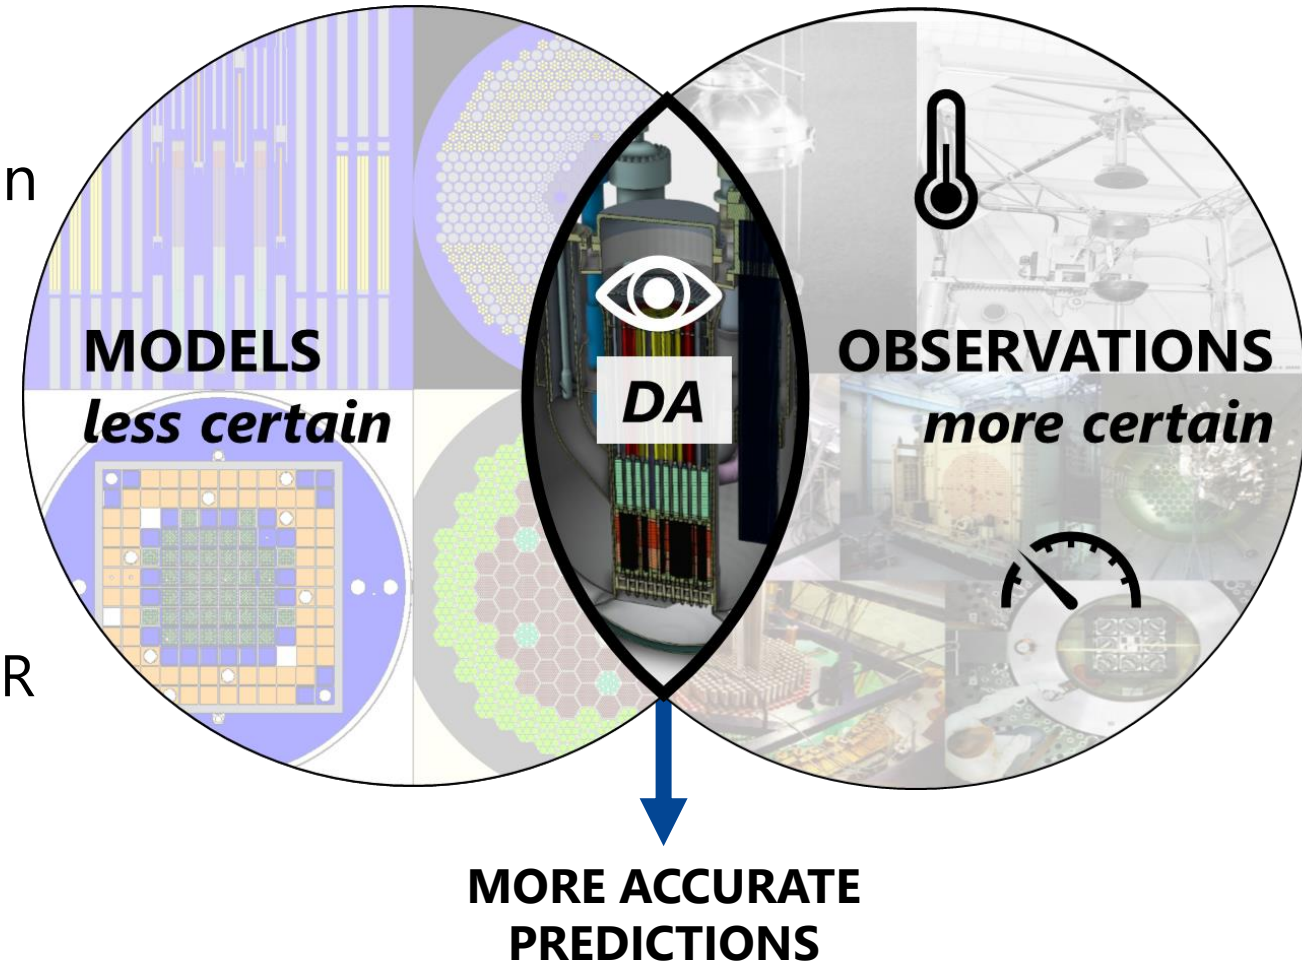 n
MODELS
less certain
DA
OBSERVATIONS
more certain
R
MORE ACCURATE
PREDICTIONS